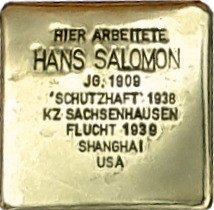 HIER ARBEITETE
HANS SALOMON
JG. 1909
"SCHUTZHAFT" 1938
KZ SACHSENHAUSEN
FLUCHT 1939
SHANGHAI
USA